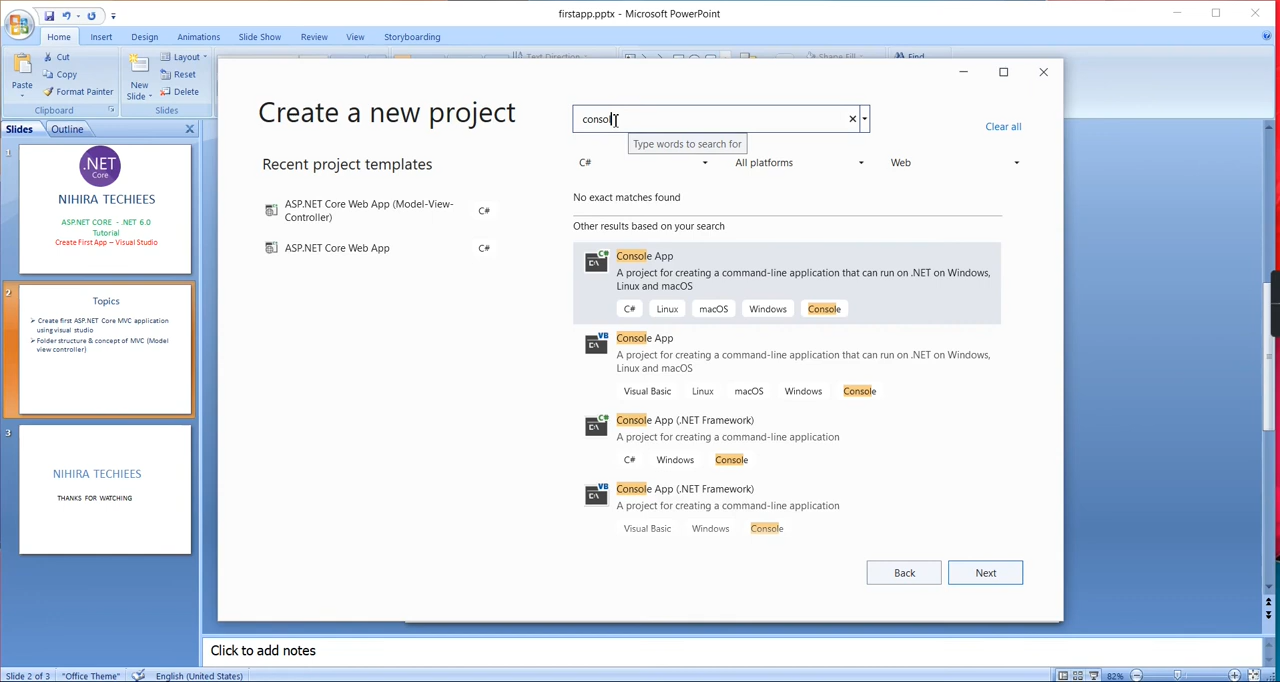 firstapp.pptx - Microsoft PowerPoint
Home Insert Design Animations Slide Show Review View Storyboarding
Paste
Cut
Copy
Format Painter
Clipboard
New
Slide
Layout
Reset
Delete
Slides
Text Direction
Shape Fill
Find
Slides Outline
1
.NET
Core
NIHIRA TECHIEES
ASP.NET CORE - .NET 6.0
Tutorial
Create First App – Visual Studio
2
Topics
Create first ASP.NET Core MVC application
using visual studio
Folder structure & concept of MVC (Model
view controller)
3
NIHIRA TECHIEES
THANKS FOR WATCHING
Create a new project
Recent project templates
ASP.NET Core Web App (Model-View-
Controller)
C#
ASP.NET Core Web App
C#
consol
Type words to search for
Clear all
C# All platforms Web
No exact matches found
Other results based on your search
Console App
A project for creating a command-line application that can run on .NET on Windows,
Linux and macOS
C# Linux macOS Windows Console
Console App
A project for creating a command-line application that can run on .NET on Windows,
Linux and macOS
Visual Basic Linux macOS Windows Console
Console App (.NET Framework)
A project for creating a command-line application
C# Windows Console
Console App (.NET Framework)
A project for creating a command-line application
Visual Basic Windows Console
Back Next
Click to add notes
Slide 2 of 3 "Office Theme" English (United States) 82%